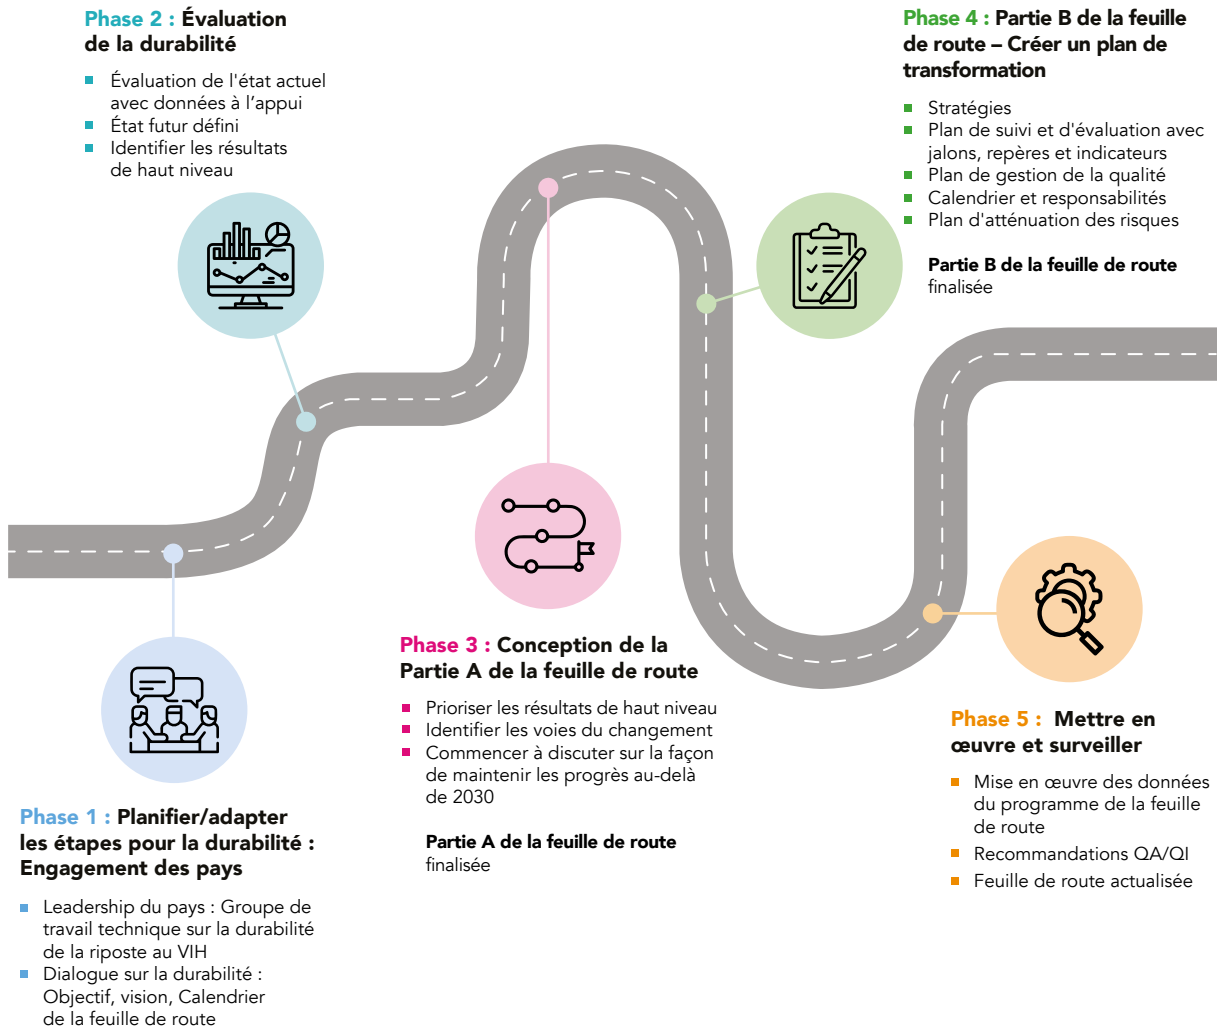 Phase 1 : Planifier/adapter
les étapes pour la durabilité :
Engagement des pays
Leadership du pays : Groupe de
travail technique sur la durabilité
de la riposte au VIH
Dialogue sur la durabilité :
Objectif, vision, Calendrier
de la feuille de route
Phase 2 : Évaluation
de la durabilité
Évaluation de l'état actuel
avec données à l’appui
État futur défini
Identifier les résultats
de haut niveau
Phase 3 : Conception de la
Partie A de la feuille de route
Prioriser les résultats de haut niveau
Identifier les voies du changement
Commencer à discuter sur la façon
de maintenir les progrès au-delà
de 2030
Partie A de la feuille de route
finalisée
Phase 4 : Partie B de la feuille
de route – Créer un plan de
transformation
Stratégies
Plan de suivi et d'évaluation avec
jalons, repères et indicateurs
Plan de gestion de la qualité
Calendrier et responsabilités
Plan d'atténuation des risques
Partie B de la feuille de route
finalisée
Phase 5 : Mettre en
œuvre et surveiller
Mise en œuvre des données
du programme de la feuille
de route
Recommandations QA/QI
Feuille de route actualisée